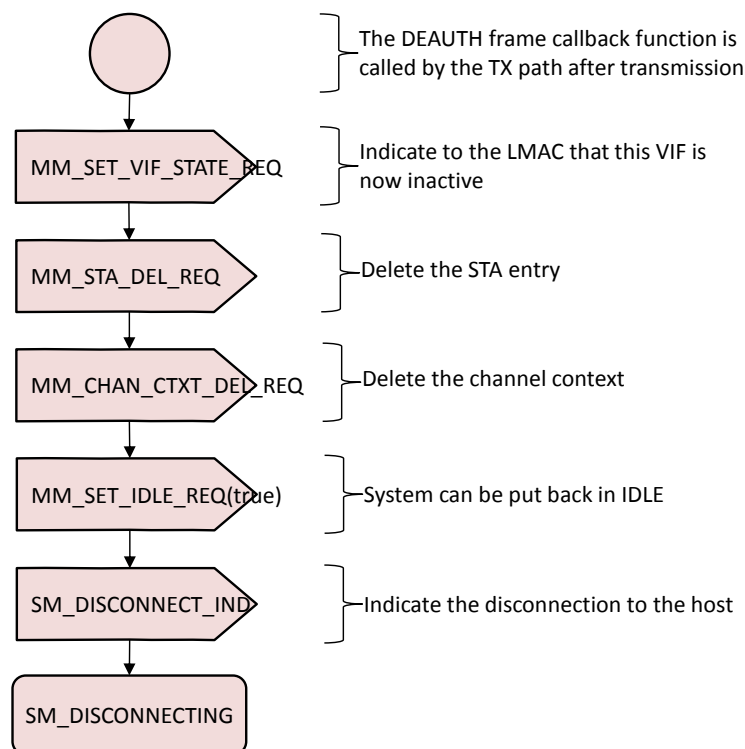 The DEAUTH frame callback function is
called by the TX path after transmission
MM_SET_VIF_STATE_REQ
Indicate to the LMAC that this VIF is
now inactive
MM_STA_DEL_REQ
Delete the STA entry
MM_CHAN_CTXT_DEL_REQ
Delete the channel context
MM_SET_IDLE_REQ(true)
System can be put back in IDLE
SM_DISCONNECT_IND
Indicate the disconnection to the host
SM_DISCONNECTING